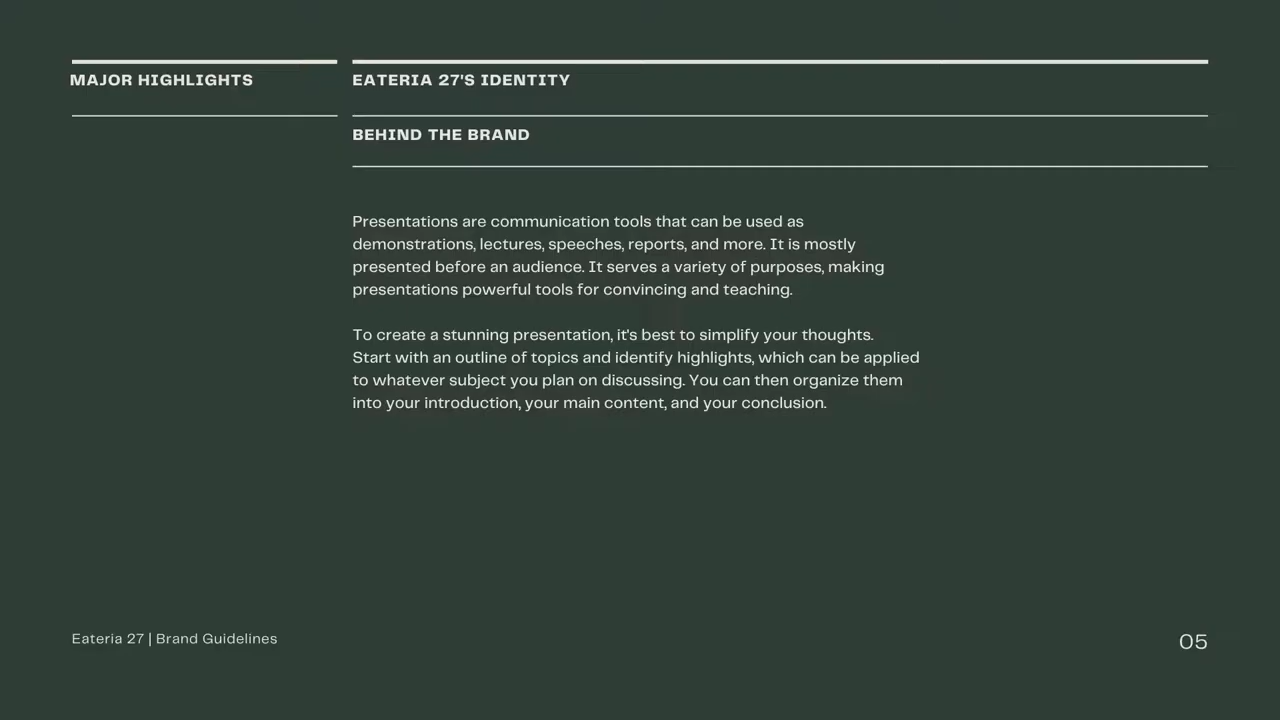 MAJOR HIGHLIGHTS
EATERIA 27'S IDENTITY
BEHIND THE BRAND
Presentations are communication tools that can be used as
demonstrations, lectures, speeches, reports, and more. It is mostly
presented before an audience. It serves a variety of purposes, making
presentations powerful tools for convincing and teaching.
To create a stunning presentation, it's best to simplify your thoughts.
Start with an outline of topics and identify highlights, which can be applied
to whatever subject you plan on discussing. You can then organize them
into your introduction, your main content, and your conclusion.
Eateria 27 | Brand Guidelines
05